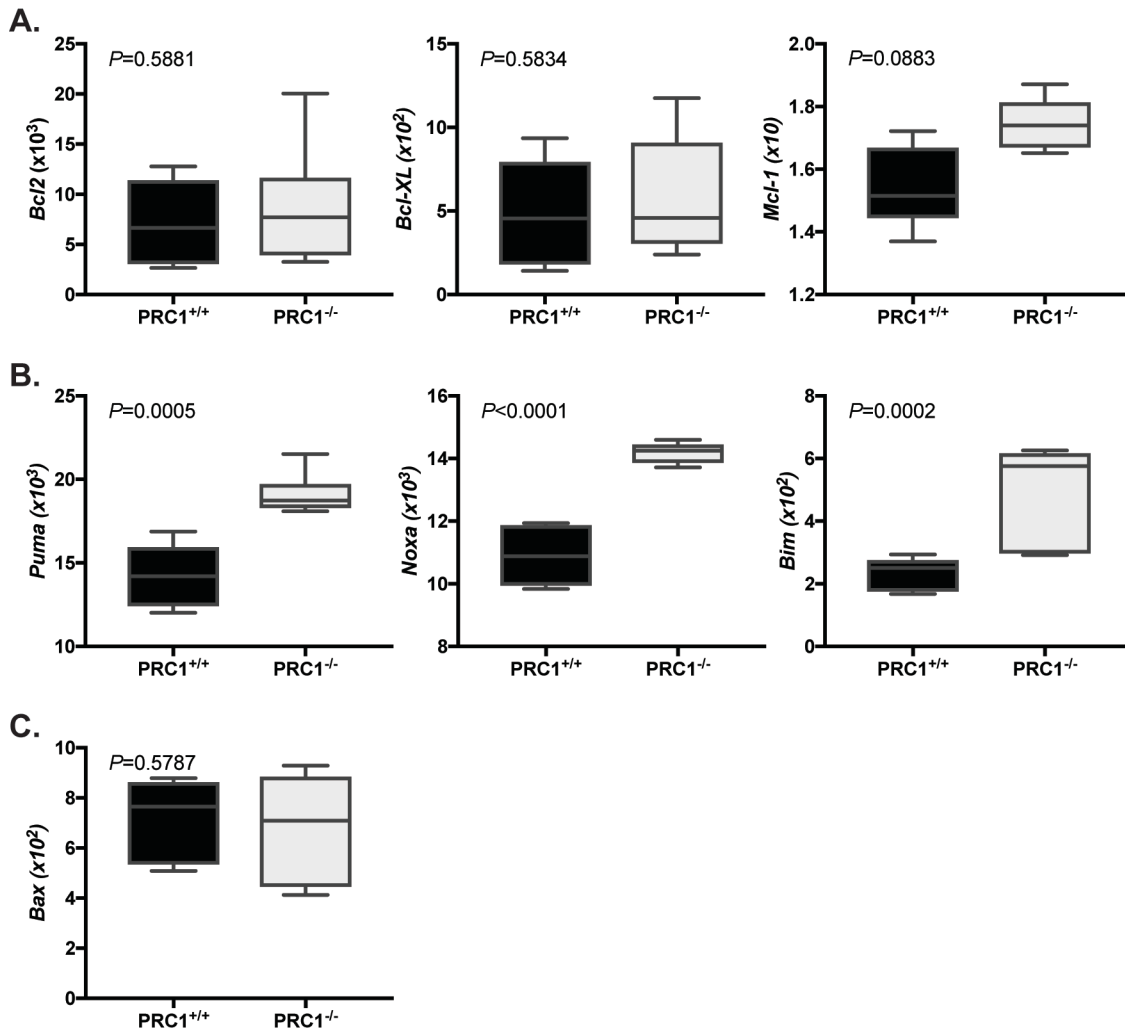 A.
P=0.5881
Bcl2 (x10³)
25
20
15
10
5
0
PRC1⁺/⁺ PRC1⁻/⁻
P=0.5834
Bcl-XL (x10²)
15
10
5
0
PRC1⁺/⁺ PRC1⁻/⁻
P=0.0883
Mcl-1 (x10)
2.0
1.8
1.6
1.4
1.2
PRC1⁺/⁺ PRC1⁻/⁻
B.
P=0.0005
Puma (x10³)
25
20
15
10
PRC1⁺/⁺ PRC1⁻/⁻
P<0.0001
Noxa (x10³)
16
14
12
10
8
PRC1⁺/⁺ PRC1⁻/⁻
P=0.0002
Bim (x10²)
8
6
4
2
0
PRC1⁺/⁺ PRC1⁻/⁻
C.
P=0.5787
Bax (x10²)
10
8
6
4
2
0
PRC1⁺/⁺ PRC1⁻/⁻